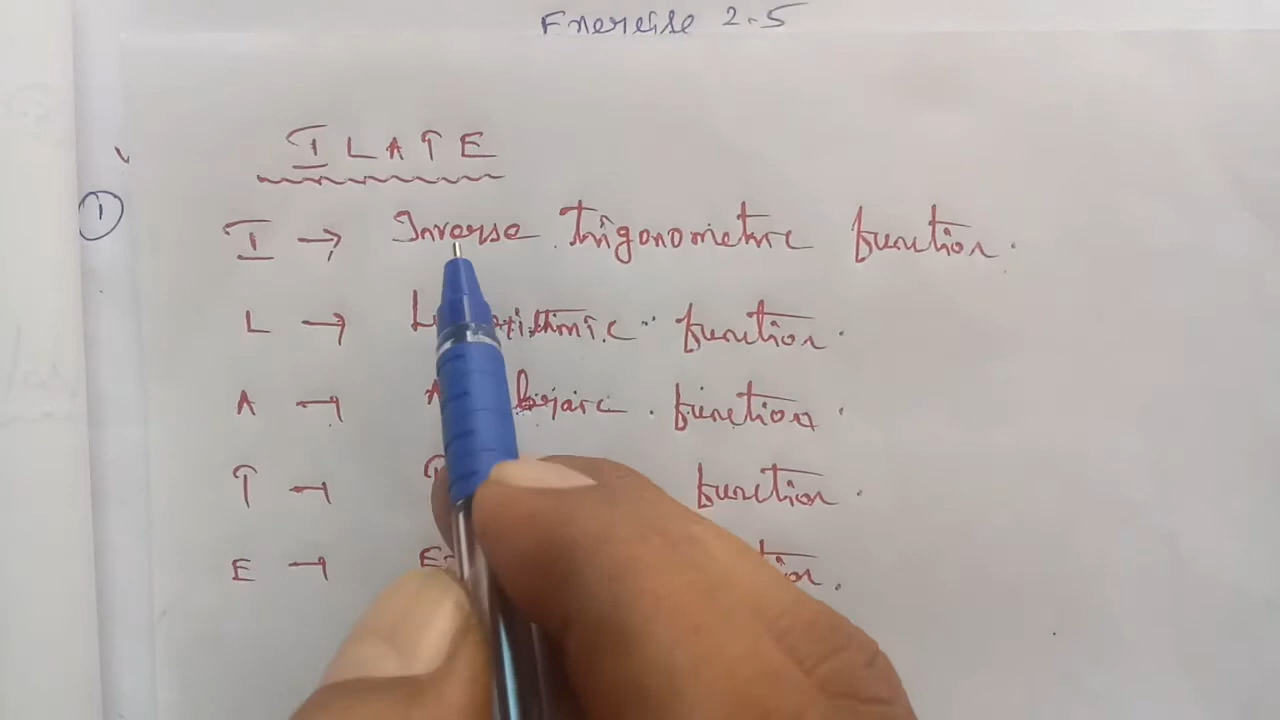 Exercise 2.5
ILATE
① I → Inverse trigonometric function.
L → function.
A → function.
T → function.
E →